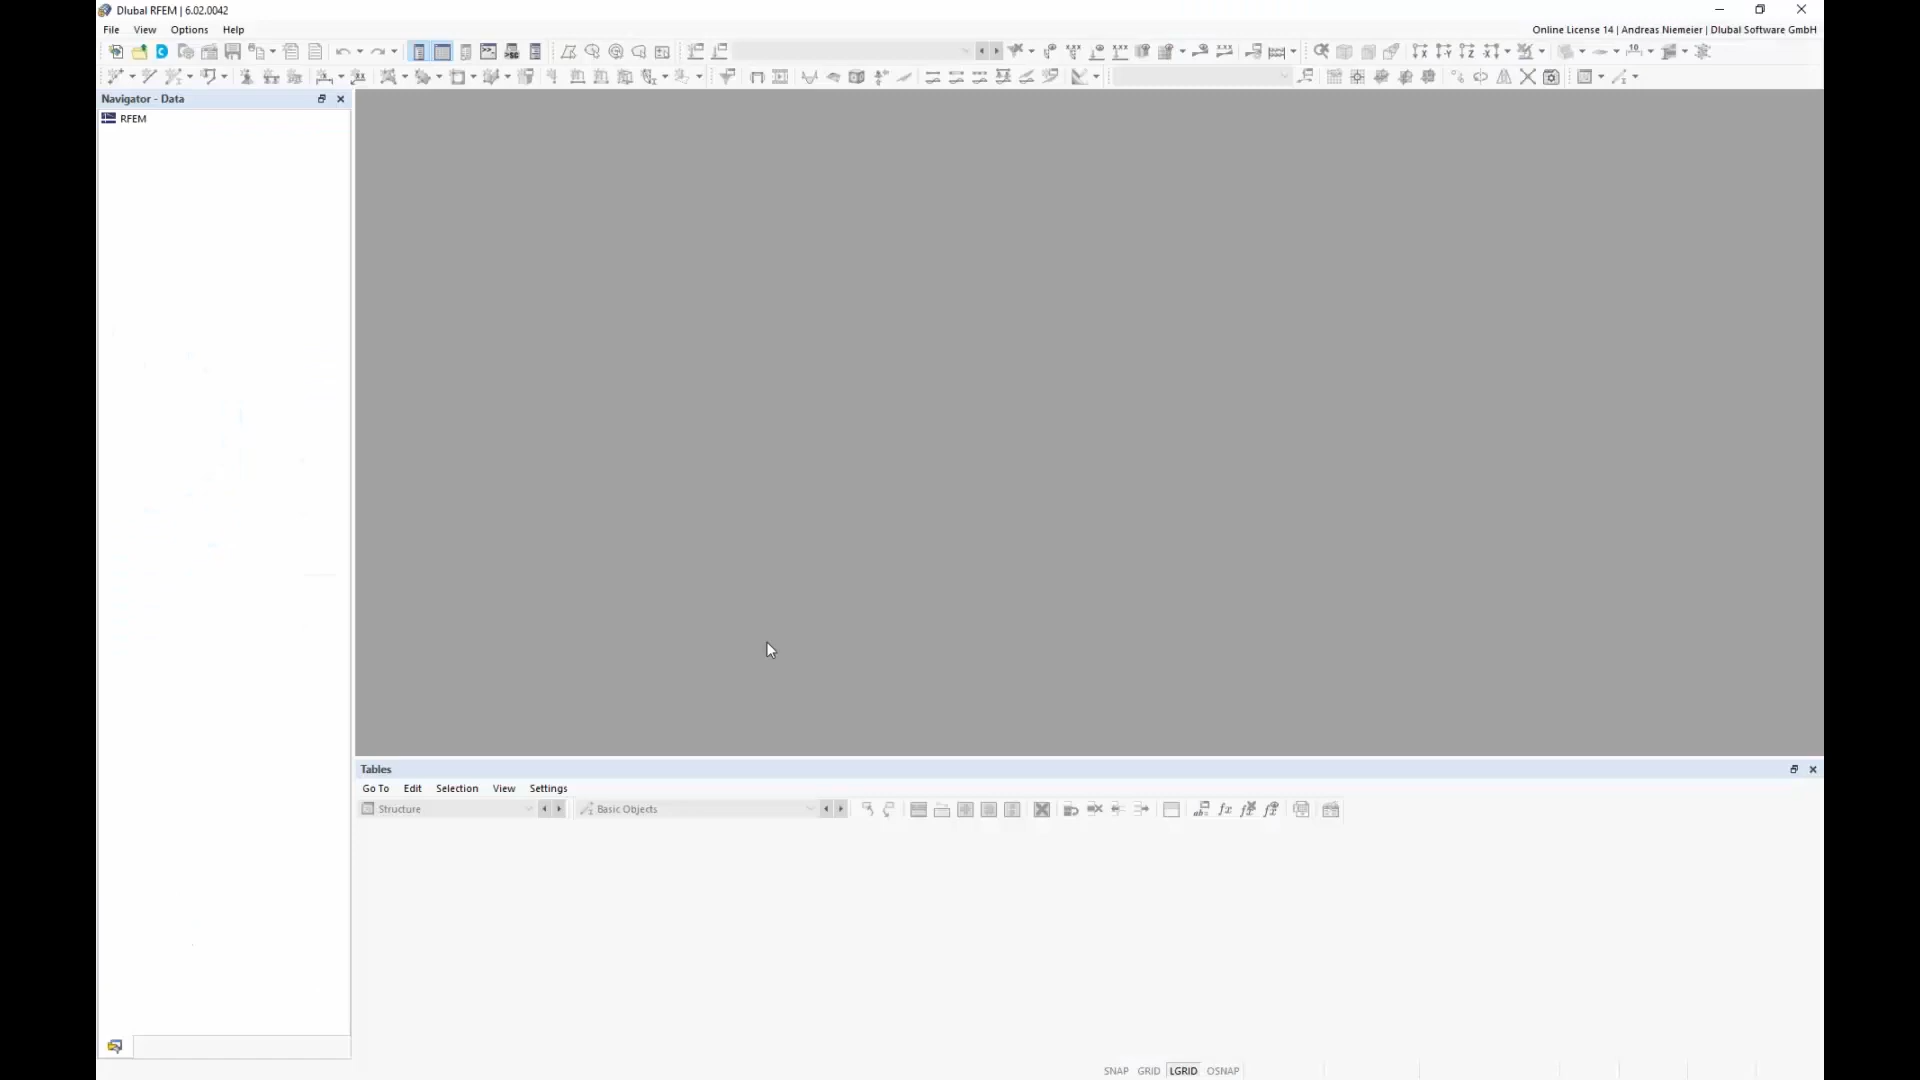 Dlubal RFEM | 6.02.0042
File View Options Help
Online License 14 | Andreas Niemeier | Dlubal Software GmbH
Navigator - Data
RFEM
Tables
Go To Edit Selection View Settings
Structure Basic Objects
SNAP GRID LGRID OSNAP